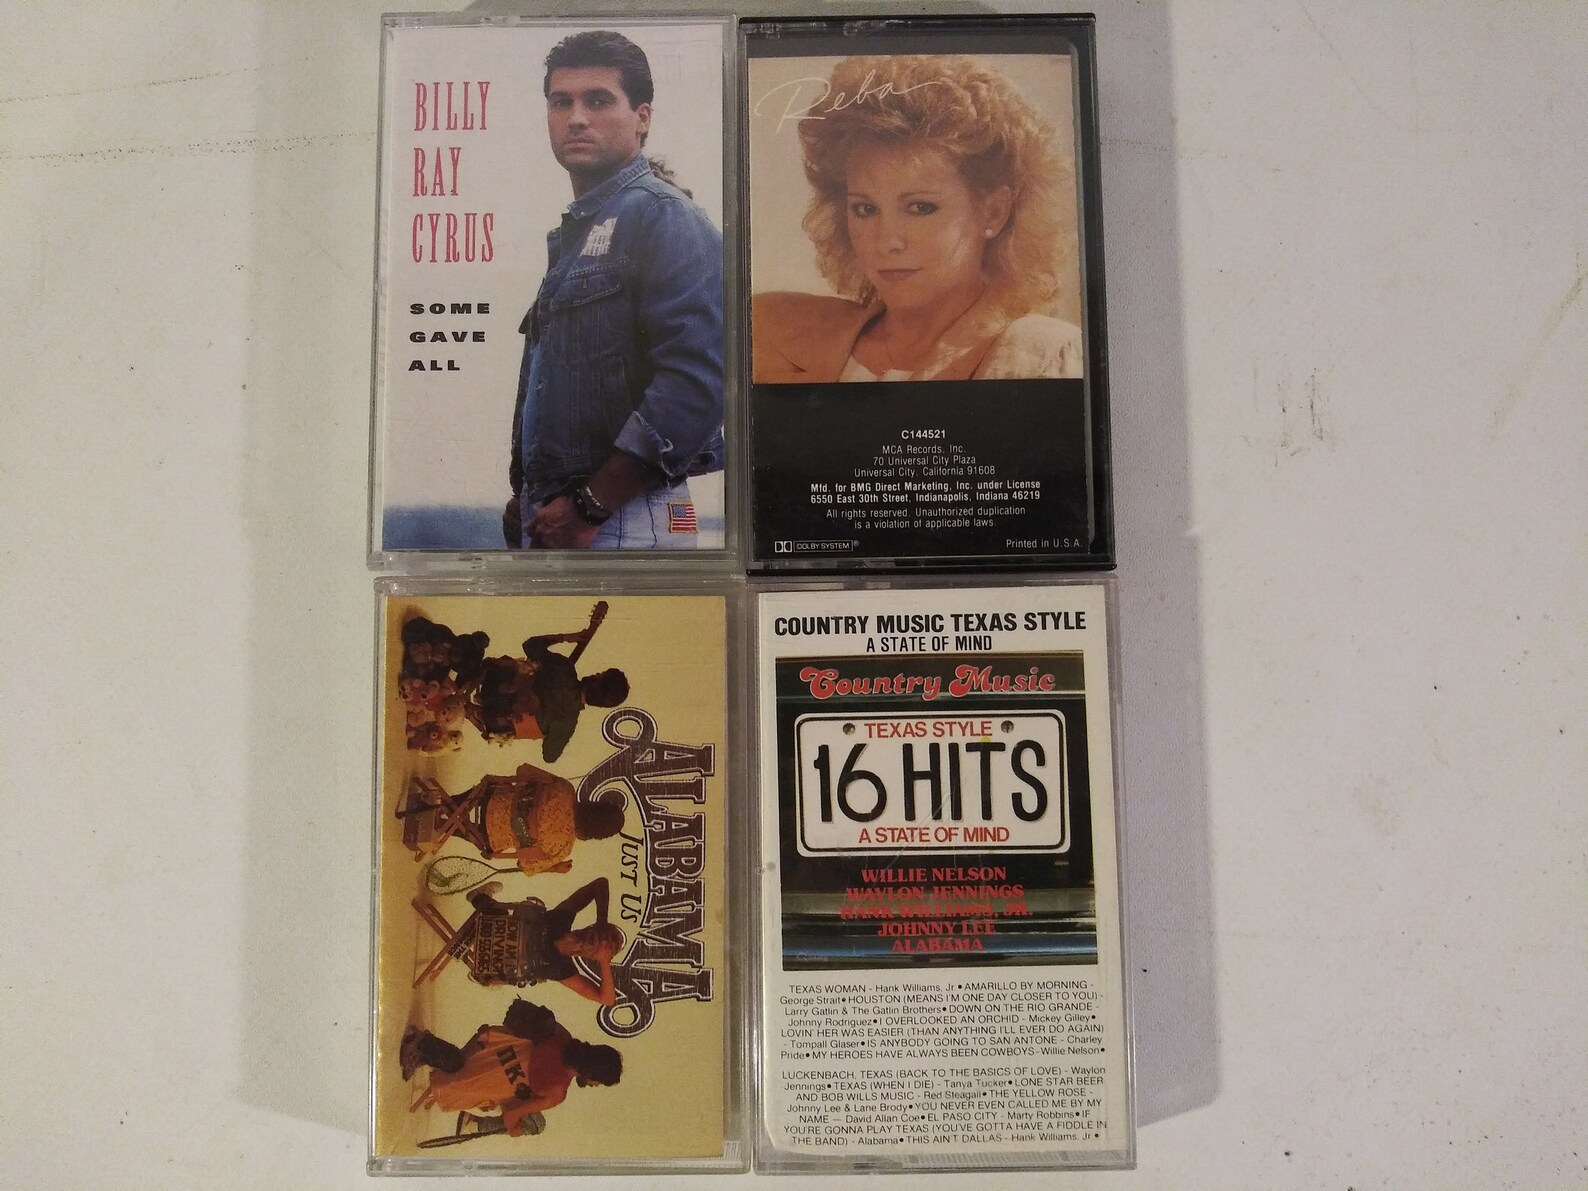 BILLY
RAY
CYRUS
SOME
GAVE
ALL
Reba
C144521
MCA Records, Inc.
70 Universal City Plaza
Universal City, California 91608
Mfd. for BMG Direct Marketing, Inc. under License
6550 East 30th Street, Indianapolis, Indiana 46219
All rights reserved. Unauthorized duplication
is a violation of applicable laws.
DOLBY SYSTEM®
Printed in U.S.A.
ALABAMA
JUST US
ΠΚ
COUNTRY MUSIC TEXAS STYLE
A STATE OF MIND
Country Music
TEXAS STYLE
16 HITS
A STATE OF MIND
WILLIE NELSON
WAYLON JENNINGS
HANK WILLIAMS, JR.
JOHNNY LEE
ALABAMA
TEXAS WOMAN - Hank Williams, Jr.• AMARILLO BY MORNING -
George Strait• HOUSTON (MEANS I'M ONE DAY CLOSER TO YOU) -
Larry Gatlin & The Gatlin Brothers• DOWN ON THE RIO GRANDE -
Johnny Rodriguez• I OVERLOOKED AN ORCHID - Mickey Gilley•
LOVIN' HER WAS EASIER (THAN ANYTHING I'LL EVER DO AGAIN)
- Tompall Glaser• IS ANYBODY GOING TO SAN ANTONE - Charley
Pride• MY HEROES HAVE ALWAYS BEEN COWBOYS - Willie Nelson•
LUCKENBACH, TEXAS (BACK TO THE BASICS OF LOVE) - Waylon
Jennings• TEXAS (WHEN I DIE) - Tanya Tucker• LONE STAR BEER
AND BOB WILLS MUSIC - Red Steagall• THE YELLOW ROSE -
Johnny Lee & Lane Brody• YOU NEVER EVEN CALLED ME BY MY
NAME — David Allan Coe• EL PASO CITY - Marty Robbins• IF
YOU'RE GONNA PLAY TEXAS (YOU'VE GOTTA HAVE A FIDDLE IN
THE BAND) - Alabama• THIS AIN'T DALLAS - Hank Williams, Jr.•